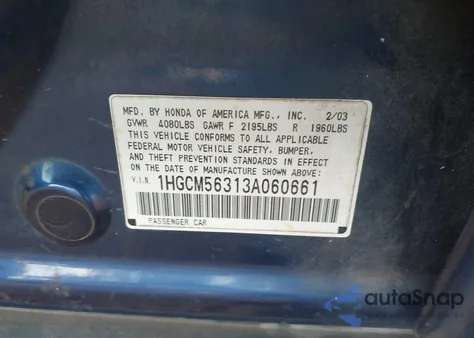 MFD. BY HONDA OF AMERICA MFG., INC. 2/03
GVWR 4080LBS GAWR F 2195LBS R 1960LBS
THIS VEHICLE CONFORMS TO ALL APPLICABLE
FEDERAL MOTOR VEHICLE SAFETY, BUMPER,
AND THEFT PREVENTION STANDARDS IN EFFECT
ON THE DATE OF MANUFACTURE SHOWN ABOVE:
V.I.N. 1HGCM56313A060661
PASSENGER CAR
autoSnap